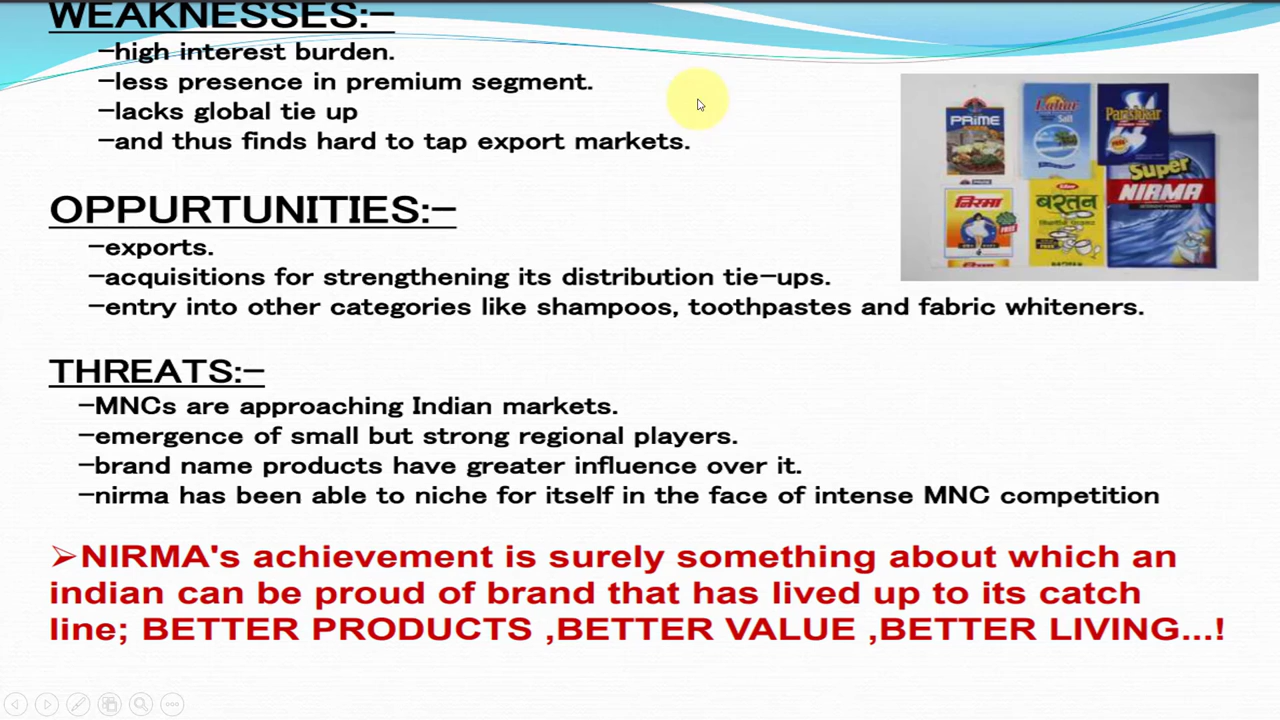 WEAKNESSES:-
-high interest burden.
-less presence in premium segment.
-lacks global tie up
-and thus finds hard to tap export markets.
OPPURTUNITIES:-
-exports.
-acquisitions for strengthening its distribution tie-ups.
-entry into other categories like shampoos, toothpastes and fabric whiteners.
THREATS:-
-MNCs are approaching Indian markets.
-emergence of small but strong regional players.
-brand name products have greater influence over it.
-nirma has been able to niche for itself in the face of intense MNC competition
➢NIRMA's achievement is surely something about which an
indian can be proud of brand that has lived up to its catch
line; BETTER PRODUCTS ,BETTER VALUE ,BETTER LIVING...!
PRiME
Salt
Super
NIRMA
निरमा
FREE
बरतन